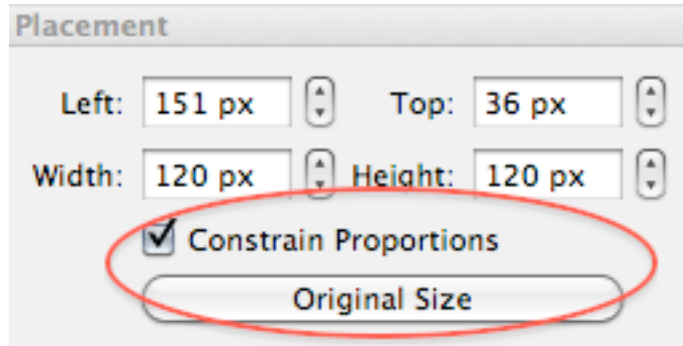 Placement
Left: 151 px Top: 36 px
Width: 120 px Height: 120 px
Constrain Proportions
Original Size